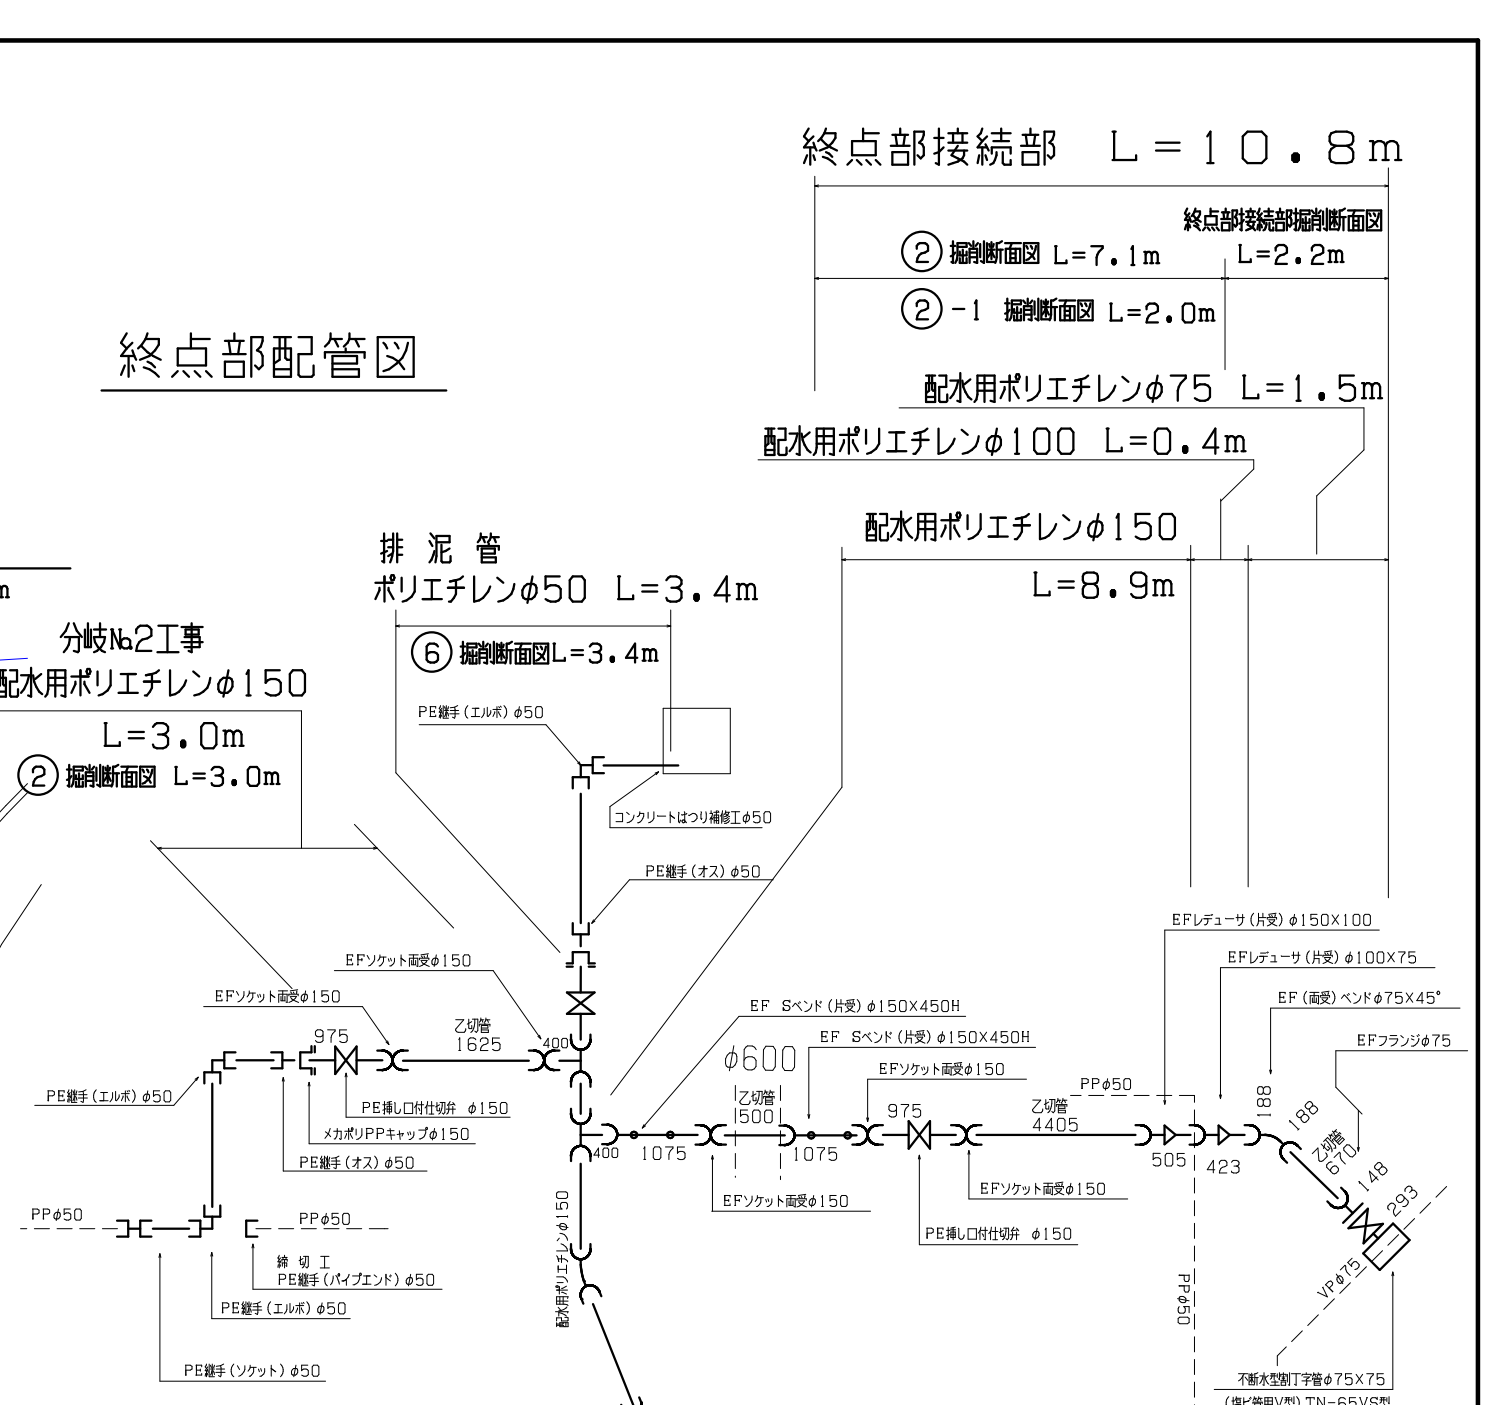 終点部接続部 L=10.8m
終点部接続部掘削断面図
② 掘削断面図 L=7.1m
L=2.2m
②-1 掘削断面図 L=2.0m
終点部配管図
配水用ポリエチレンφ75 L=1.5m
配水用ポリエチレンφ100 L=0.4m
配水用ポリエチレンφ150
L=8.9m
排泥管
ポリエチレンφ50 L=3.4m
⑥ 掘削断面図L=3.4m
m
分岐№2工事
配水用ポリエチレンφ150
L=3.0m
② 掘削断面図 L=3.0m
PE継手(エルボ)φ50
コンクリートはつり補修工φ50
PE継手(オス)φ50
EFレデューサ(片受)φ150X100
EFソケット両受φ150
EFレデューサ(片受)φ100X75
EFソケット両受φ150
EF Sベンド(片受)φ150X450H
EF(両受)ベンドφ75X45°
975
乙切管
1625
400
EF Sベンド(片受)φ150X450H
EFフランジφ75
φ600
EFソケット両受φ150
PPφ50
PE継手(エルボ)φ50
PE挿し口付仕切弁 φ150
乙切管
500
975
乙切管
4405
188
188
メカポリPPキャップφ150
400
1075
1075
505
423
乙切管
670
148
293
PE継手(オス)φ50
EFソケット両受φ150
EFソケット両受φ150
PPφ50
PPφ50
PE挿し口付仕切弁 φ150
配水用ポリエチレンφ150
締切工
PE継手(パイプエンド)φ50
PPφ50
VPφ75
PE継手(エルボ)φ50
PE継手(ソケット)φ50
不断水型割丁字管φ75X75
(塩ビ管用V型)TN-65VS型